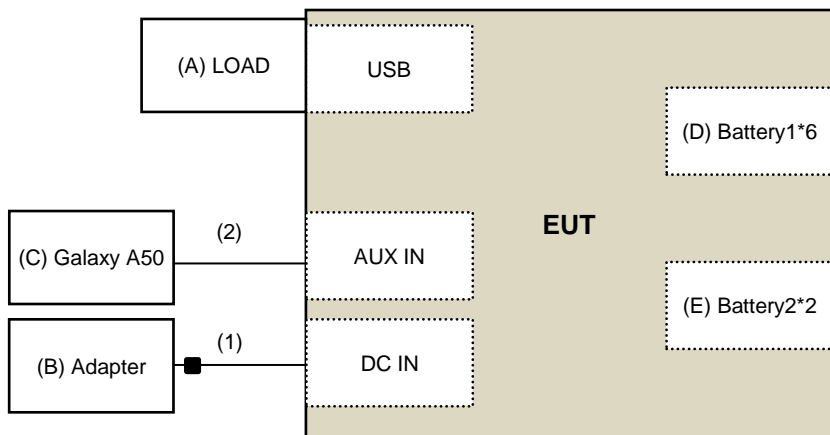 (A) LOAD
USB
(D) Battery1*6
EUT
(C) Galaxy A50
(2)
AUX IN
(E) Battery2*2
(B) Adapter
(1)
DC IN